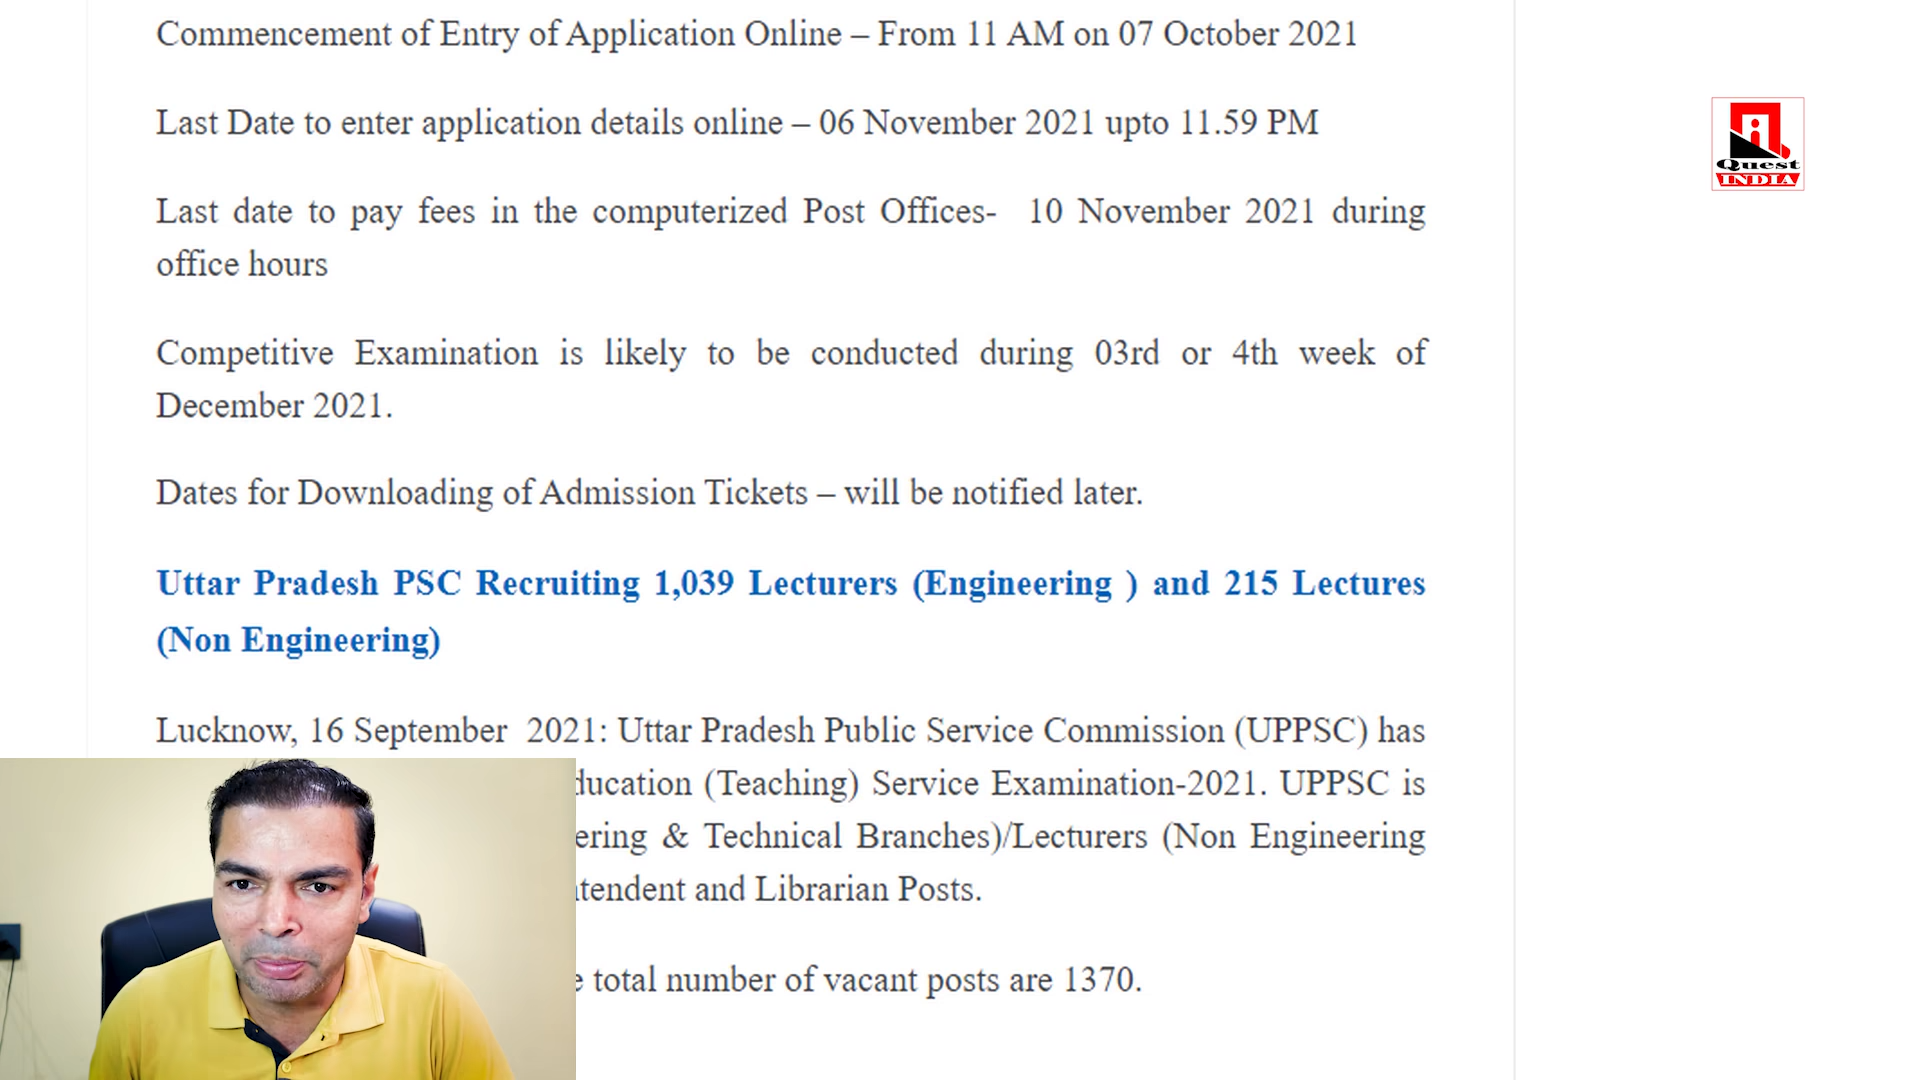 Commencement of Entry of Application Online – From 11 AM on 07 October 2021
Last Date to enter application details online – 06 November 2021 upto 11.59 PM
Last date to pay fees in the computerized Post Offices- 10 November 2021 during
office hours
Competitive Examination is likely to be conducted during 03rd or 4th week of
December 2021.
Dates for Downloading of Admission Tickets – will be notified later.
Uttar Pradesh PSC Recruiting 1,039 Lecturers (Engineering ) and 215 Lectures
(Non Engineering)
Lucknow, 16 September 2021: Uttar Pradesh Public Service Commission (UPPSC) has
ducation (Teaching) Service Examination-2021. UPPSC is
ering & Technical Branches)/Lecturers (Non Engineering
tendent and Librarian Posts.
total number of vacant posts are 1370.
Quest
INDIA